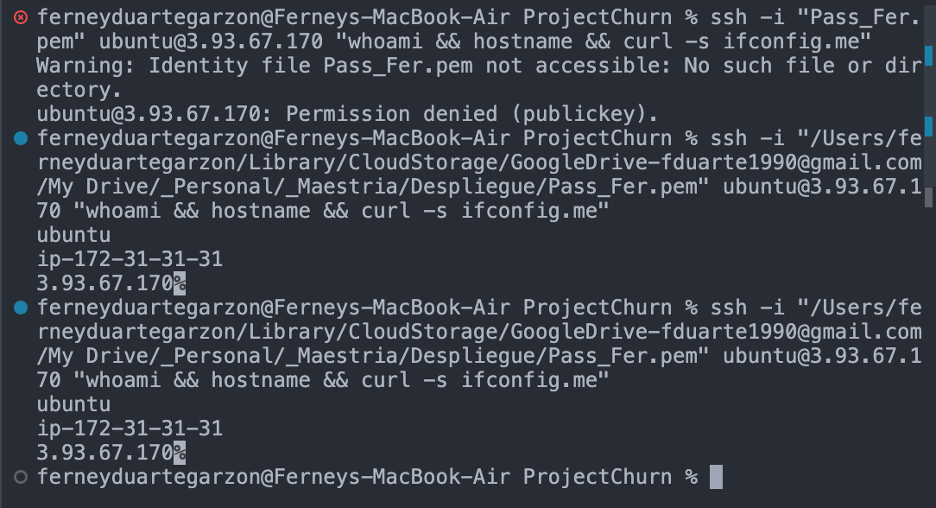 ferneyduartegarzon@Ferneys-MacBook-Air ProjectChurn % ssh -i "Pass_Fer.
pem" ubuntu@3.93.67.170 "whoami && hostname && curl -s ifconfig.me"
Warning: Identity file Pass_Fer.pem not accessible: No such file or dir
ectory.
ubuntu@3.93.67.170: Permission denied (publickey).
ferneyduartegarzon@Ferneys-MacBook-Air ProjectChurn % ssh -i "/Users/fe
rneyduartegarzon/Library/CloudStorage/GoogleDrive-fduarte1990@gmail.com
/My Drive/_Personal/_Maestria/Despliegue/Pass_Fer.pem" ubuntu@3.93.67.1
70 "whoami && hostname && curl -s ifconfig.me"
ubuntu
ip-172-31-31-31
3.93.67.170%
ferneyduartegarzon@Ferneys-MacBook-Air ProjectChurn % ssh -i "/Users/fe
rneyduartegarzon/Library/CloudStorage/GoogleDrive-fduarte1990@gmail.com
/My Drive/_Personal/_Maestria/Despliegue/Pass_Fer.pem" ubuntu@3.93.67.1
70 "whoami && hostname && curl -s ifconfig.me"
ubuntu
ip-172-31-31-31
3.93.67.170%
ferneyduartegarzon@Ferneys-MacBook-Air ProjectChurn %